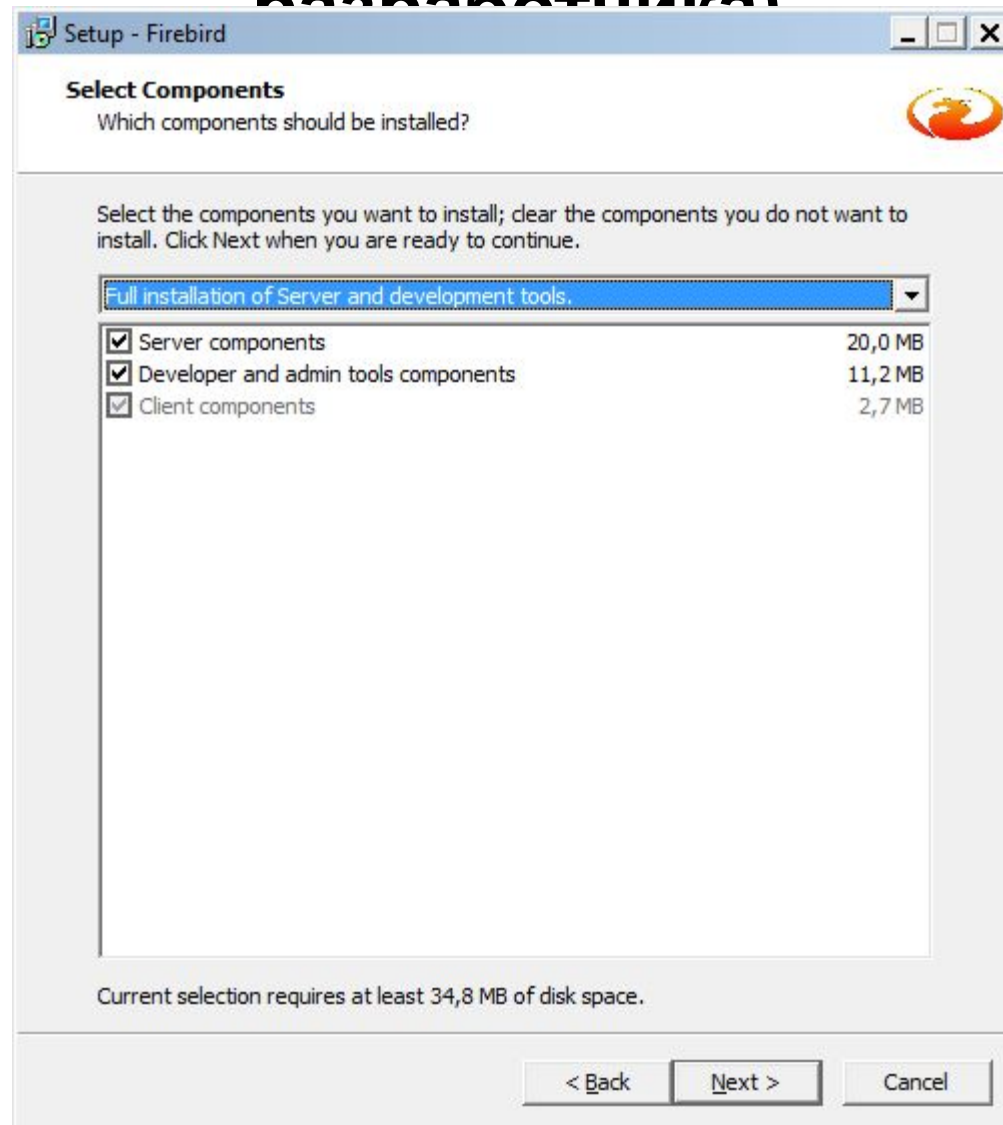 разработчика)
Setup - Firebird
Select Components
Which components should be installed?
Select the components you want to install; clear the components you do not want to
install. Click Next when you are ready to continue.
Full installation of Server and development tools.
Server components 20,0 MB
Developer and admin tools components 11,2 MB
Client components 2,7 MB
Current selection requires at least 34,8 MB of disk space.
< Back Next > Cancel